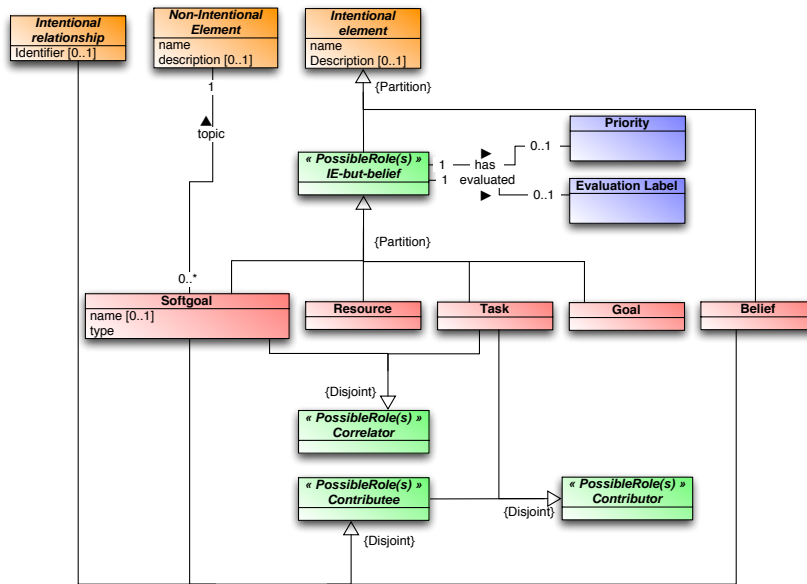 Intentional
relationship
Identifier [0..1]
Non-Intentional
Element
name
description [0..1]
Intentional
element
name
Description [0..1]
1
topic
0..*
{Partition}
« PossibleRole(s) »
IE-but-belief
1
has
0..1
Priority
1
evaluated
0..1
Evaluation Label
{Partition}
Softgoal
name [0..1]
type
Resource
Task
Goal
Belief
{Disjoint}
« PossibleRole(s) »
Correlator
« PossibleRole(s) »
Contributee
« PossibleRole(s) »
Contributor
{Disjoint}
{Disjoint}